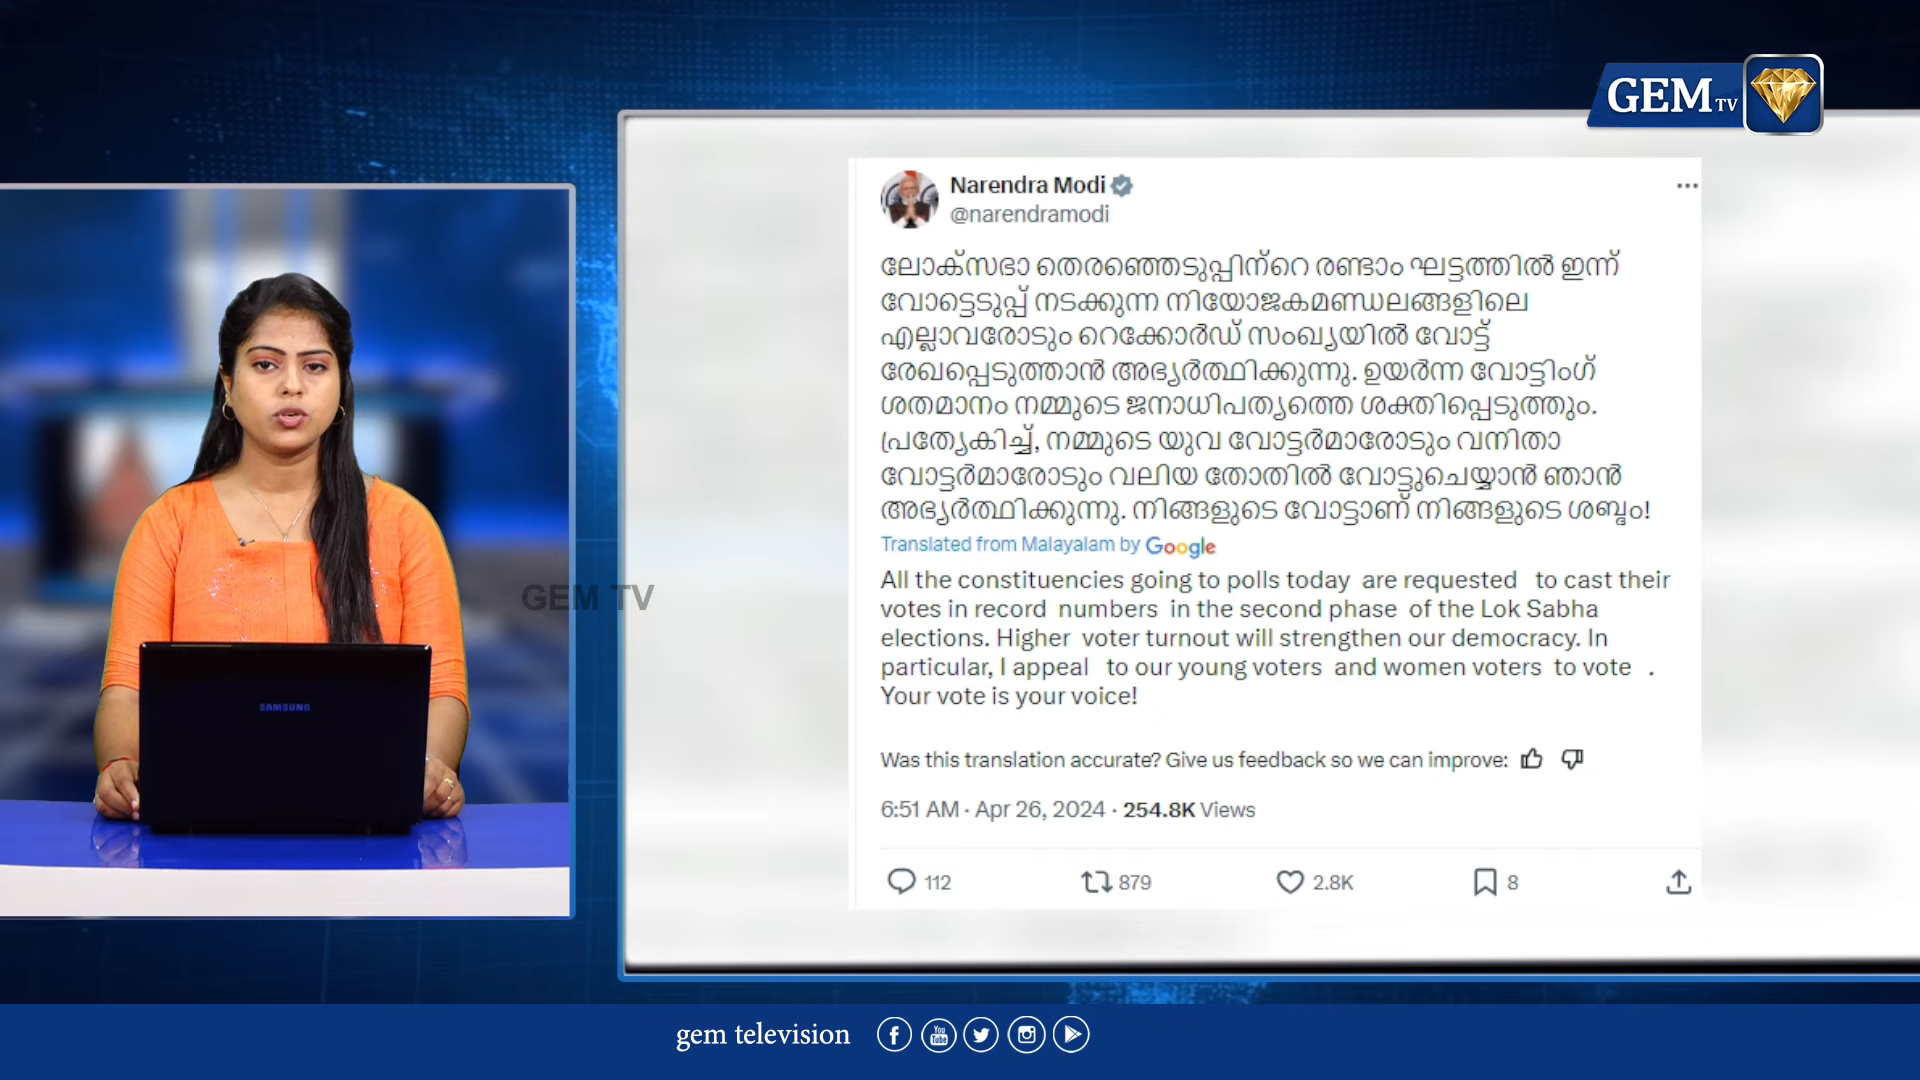 GEM TV
Narendra Modi
@narendramodi
ലോക്സഭാ തെരഞ്ഞെടുപ്പിന്റെ രണ്ടാം ഘട്ടത്തിൽ ഇന്ന്
വോട്ടെടുപ്പ് നടക്കുന്ന നിയോജകമണ്ഡലങ്ങളിലെ
എല്ലാവരോടും റെക്കോർഡ് സംഖ്യയിൽ വോട്ട്
രേഖപ്പെടുത്താൻ അഭ്യർത്ഥിക്കുന്നു. ഉയർന്ന വോട്ടിംഗ്
ശതമാനം നമ്മുടെ ജനാധിപത്യത്തെ ശക്തിപ്പെടുത്തും.
പ്രത്യേകിച്ച്, നമ്മുടെ യുവ വോട്ടർമാരോടും വനിതാ
വോട്ടർമാരോടും വലിയ തോതിൽ വോട്ടുചെയ്യാൻ ഞാൻ
അഭ്യർത്ഥിക്കുന്നു. നിങ്ങളുടെ വോട്ടാണ് നിങ്ങളുടെ ശബ്ദം!
Translated from Malayalam by Google
All the constituencies going to polls today are requested to cast their
votes in record numbers in the second phase of the Lok Sabha
elections. Higher voter turnout will strengthen our democracy. In
particular, I appeal to our young voters and women voters to vote .
Your vote is your voice!
Was this translation accurate? Give us feedback so we can improve:
6:51 AM · Apr 26, 2024 · 254.8K Views
112 879 2.8K 8
GEM TV
SAMSUNG
gem television
You Tube